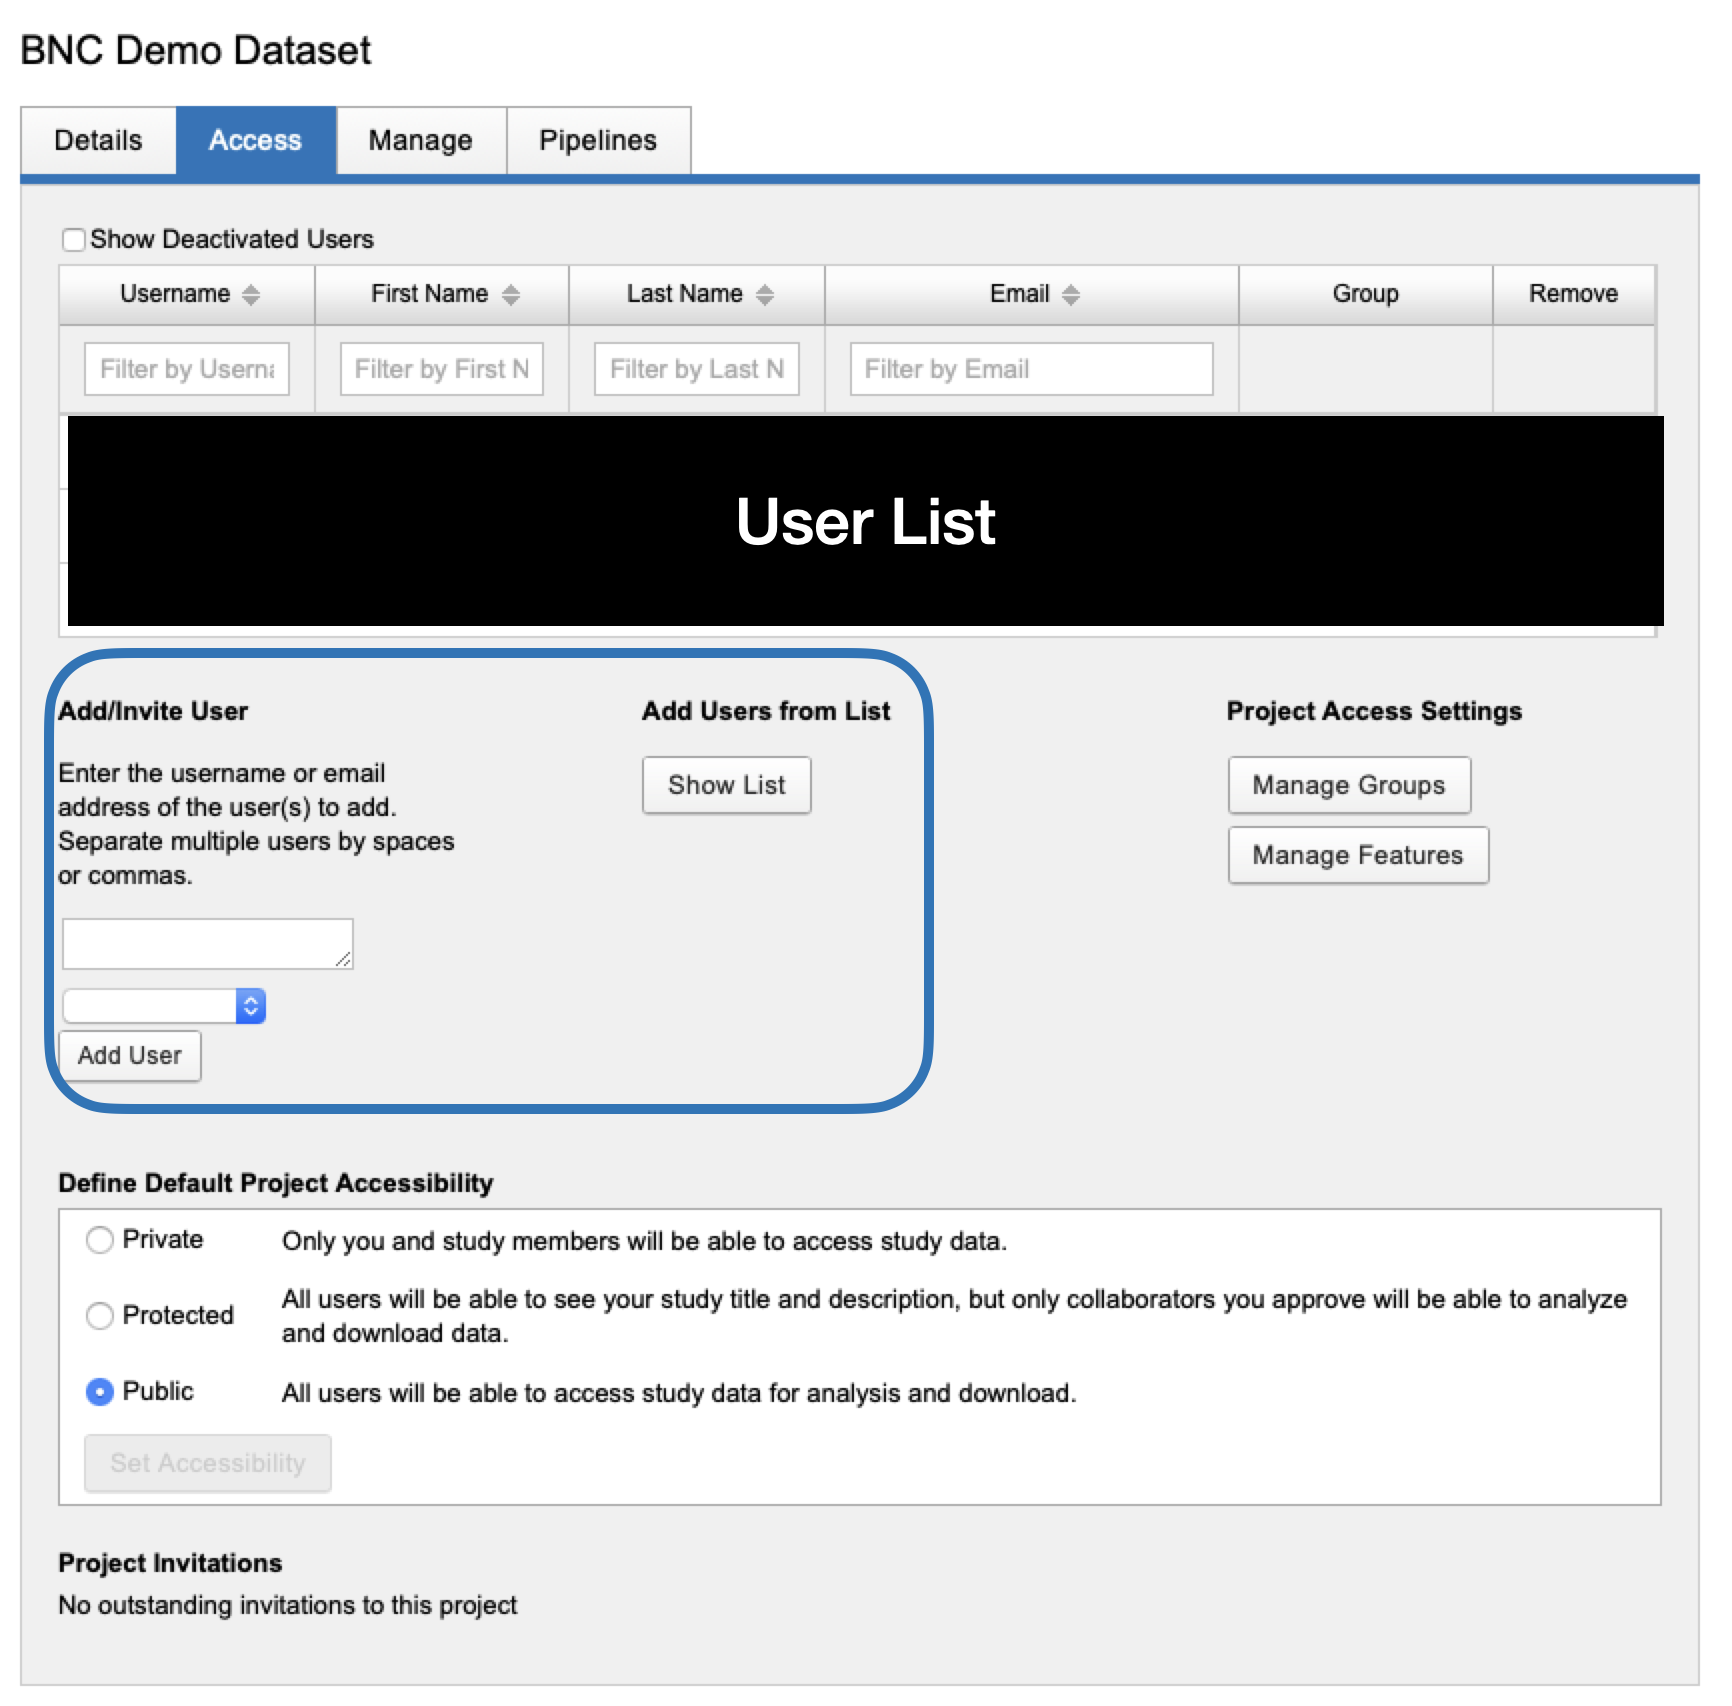 BNC Demo Dataset
Details Access Manage Pipelines
Show Deactivated Users
Username First Name Last Name Email Group Remove
Filter by Userna Filter by First N Filter by Last N Filter by Email
User List
Add/Invite User
Enter the username or email
address of the user(s) to add.
Separate multiple users by spaces
or commas.
Add User
Add Users from List
Show List
Project Access Settings
Manage Groups
Manage Features
Define Default Project Accessibility
Private Only you and study members will be able to access study data.
Protected All users will be able to see your study title and description, but only collaborators you approve will be able to analyze
and download data.
Public All users will be able to access study data for analysis and download.
Set Accessibility
Project Invitations
No outstanding invitations to this project